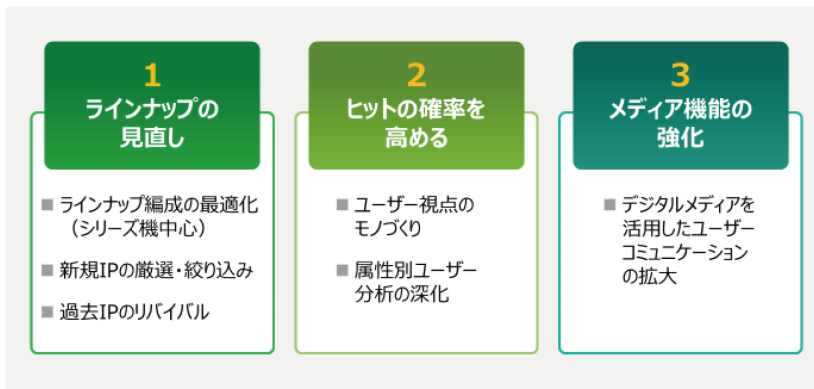 1
ラインナップの
見直し
■ ラインナップ編成の最適化
（シリーズ機中心）
■ 新規IPの厳選・絞り込み
■ 過去IPのリバイバル
2
ヒットの確率を
高める
■ ユーザー視点の
モノづくり
■ 属性別ユーザー
分析の深化
3
メディア機能の
強化
■ デジタルメディアを
活用したユーザー
コミュニケーション
の拡大